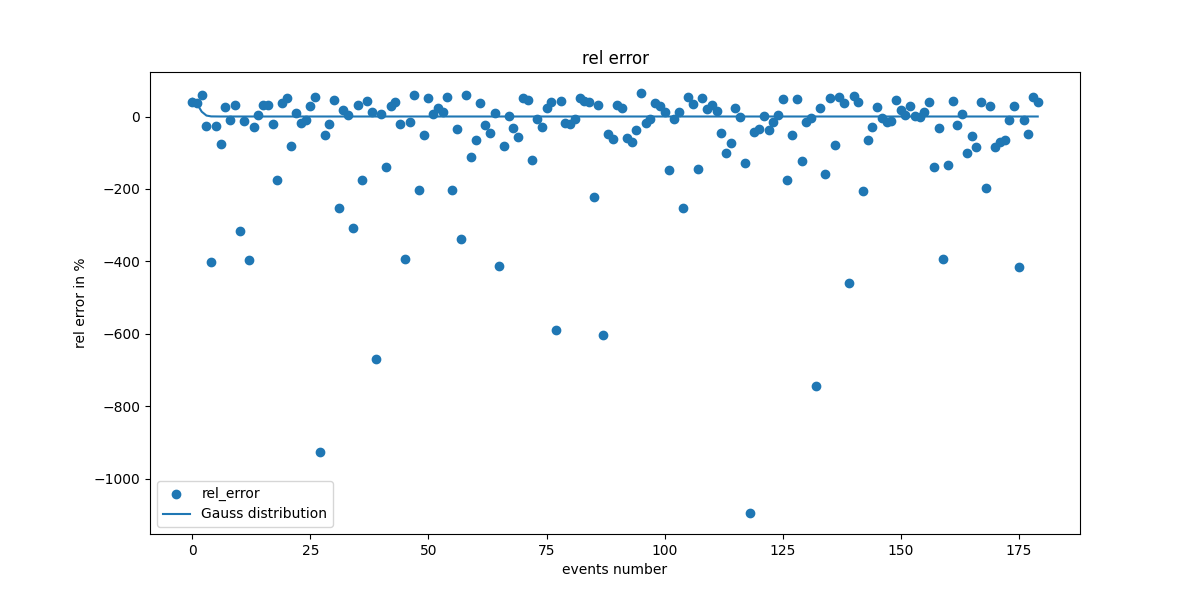 rel error
0
−200
−400
−600
−800
−1000
rel error in %
rel_error
Gauss distribution
0
25
50
75
100
125
150
175
events number